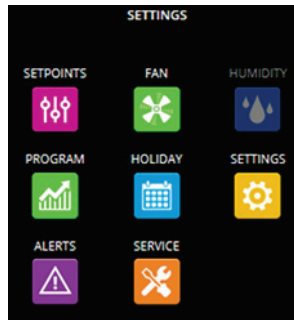 SETTINGS
SETPOINTS FAN HUMIDITY
PROGRAM HOLIDAY SETTINGS
ALERTS SERVICE